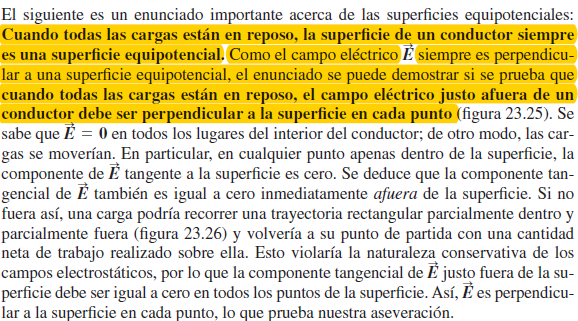 El siguiente es un enunciado importante acerca de las superficies equipotenciales:
Cuando todas las cargas están en reposo, la superficie de un conductor siempre
es una superficie equipotencial. Como el campo eléctrico E⃗ siempre es perpendicu-
lar a una superficie equipotencial, el enunciado se puede demostrar si se prueba que
cuando todas las cargas están en reposo, el campo eléctrico justo afuera de un
conductor debe ser perpendicular a la superficie en cada punto (figura 23.25). Se
sabe que E⃗ = 0 en todos los lugares del interior del conductor; de otro modo, las car-
gas se moverían. En particular, en cualquier punto apenas dentro de la superficie, la
componente de E⃗ tangente a la superficie es cero. Se deduce que la componente tan-
gencial de E⃗ también es igual a cero inmediatamente afuera de la superficie. Si no
fuera así, una carga podría recorrer una trayectoria rectangular parcialmente dentro y
parcialmente fuera (figura 23.26) y volvería a su punto de partida con una cantidad
neta de trabajo realizado sobre ella. Esto violaría la naturaleza conservativa de los
campos electrostáticos, por lo que la componente tangencial de E⃗ justo fuera de la su-
perficie debe ser igual a cero en todos los puntos de la superficie. Así, E⃗ es perpendicu-
lar a la superficie en cada punto, lo que prueba nuestra aseveración.